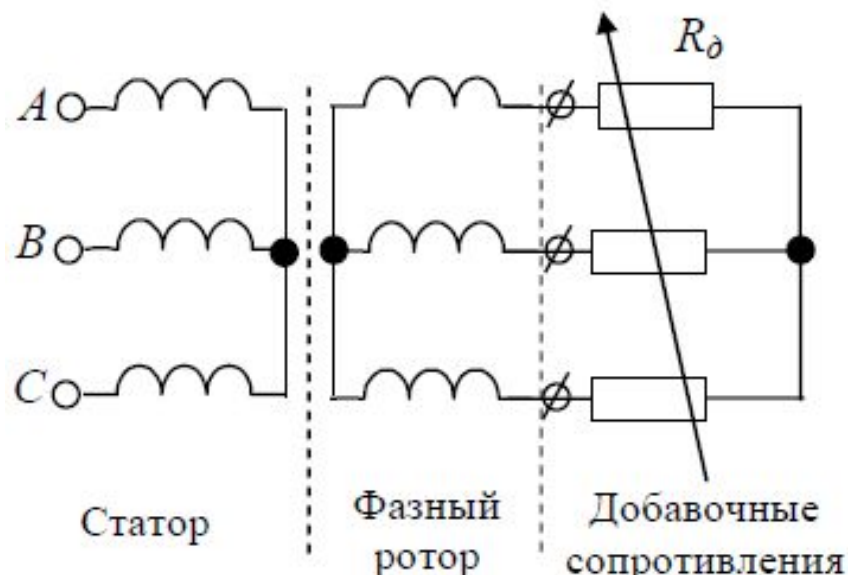 R∂
A
B
C
Статор
Фазный
ротор
Добавочные
сопротивления